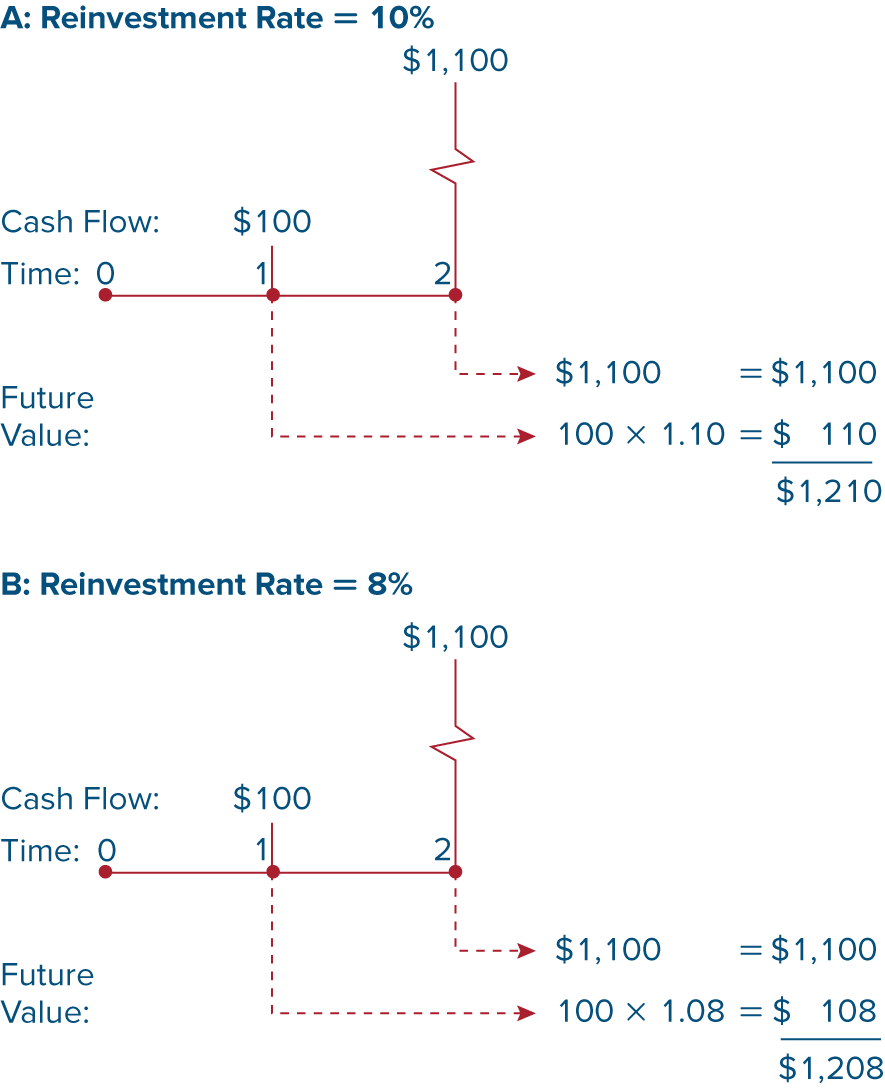 A: Reinvestment Rate = 10%
$1,100
Cash Flow: $100
Time: 0 1 2
$1,100 = $1,100
Future
Value:
100 × 1.10 = $ 110
$1,210
B: Reinvestment Rate = 8%
$1,100
Cash Flow: $100
Time: 0 1 2
$1,100 = $1,100
Future
Value:
100 × 1.08 = $ 108
$1,208